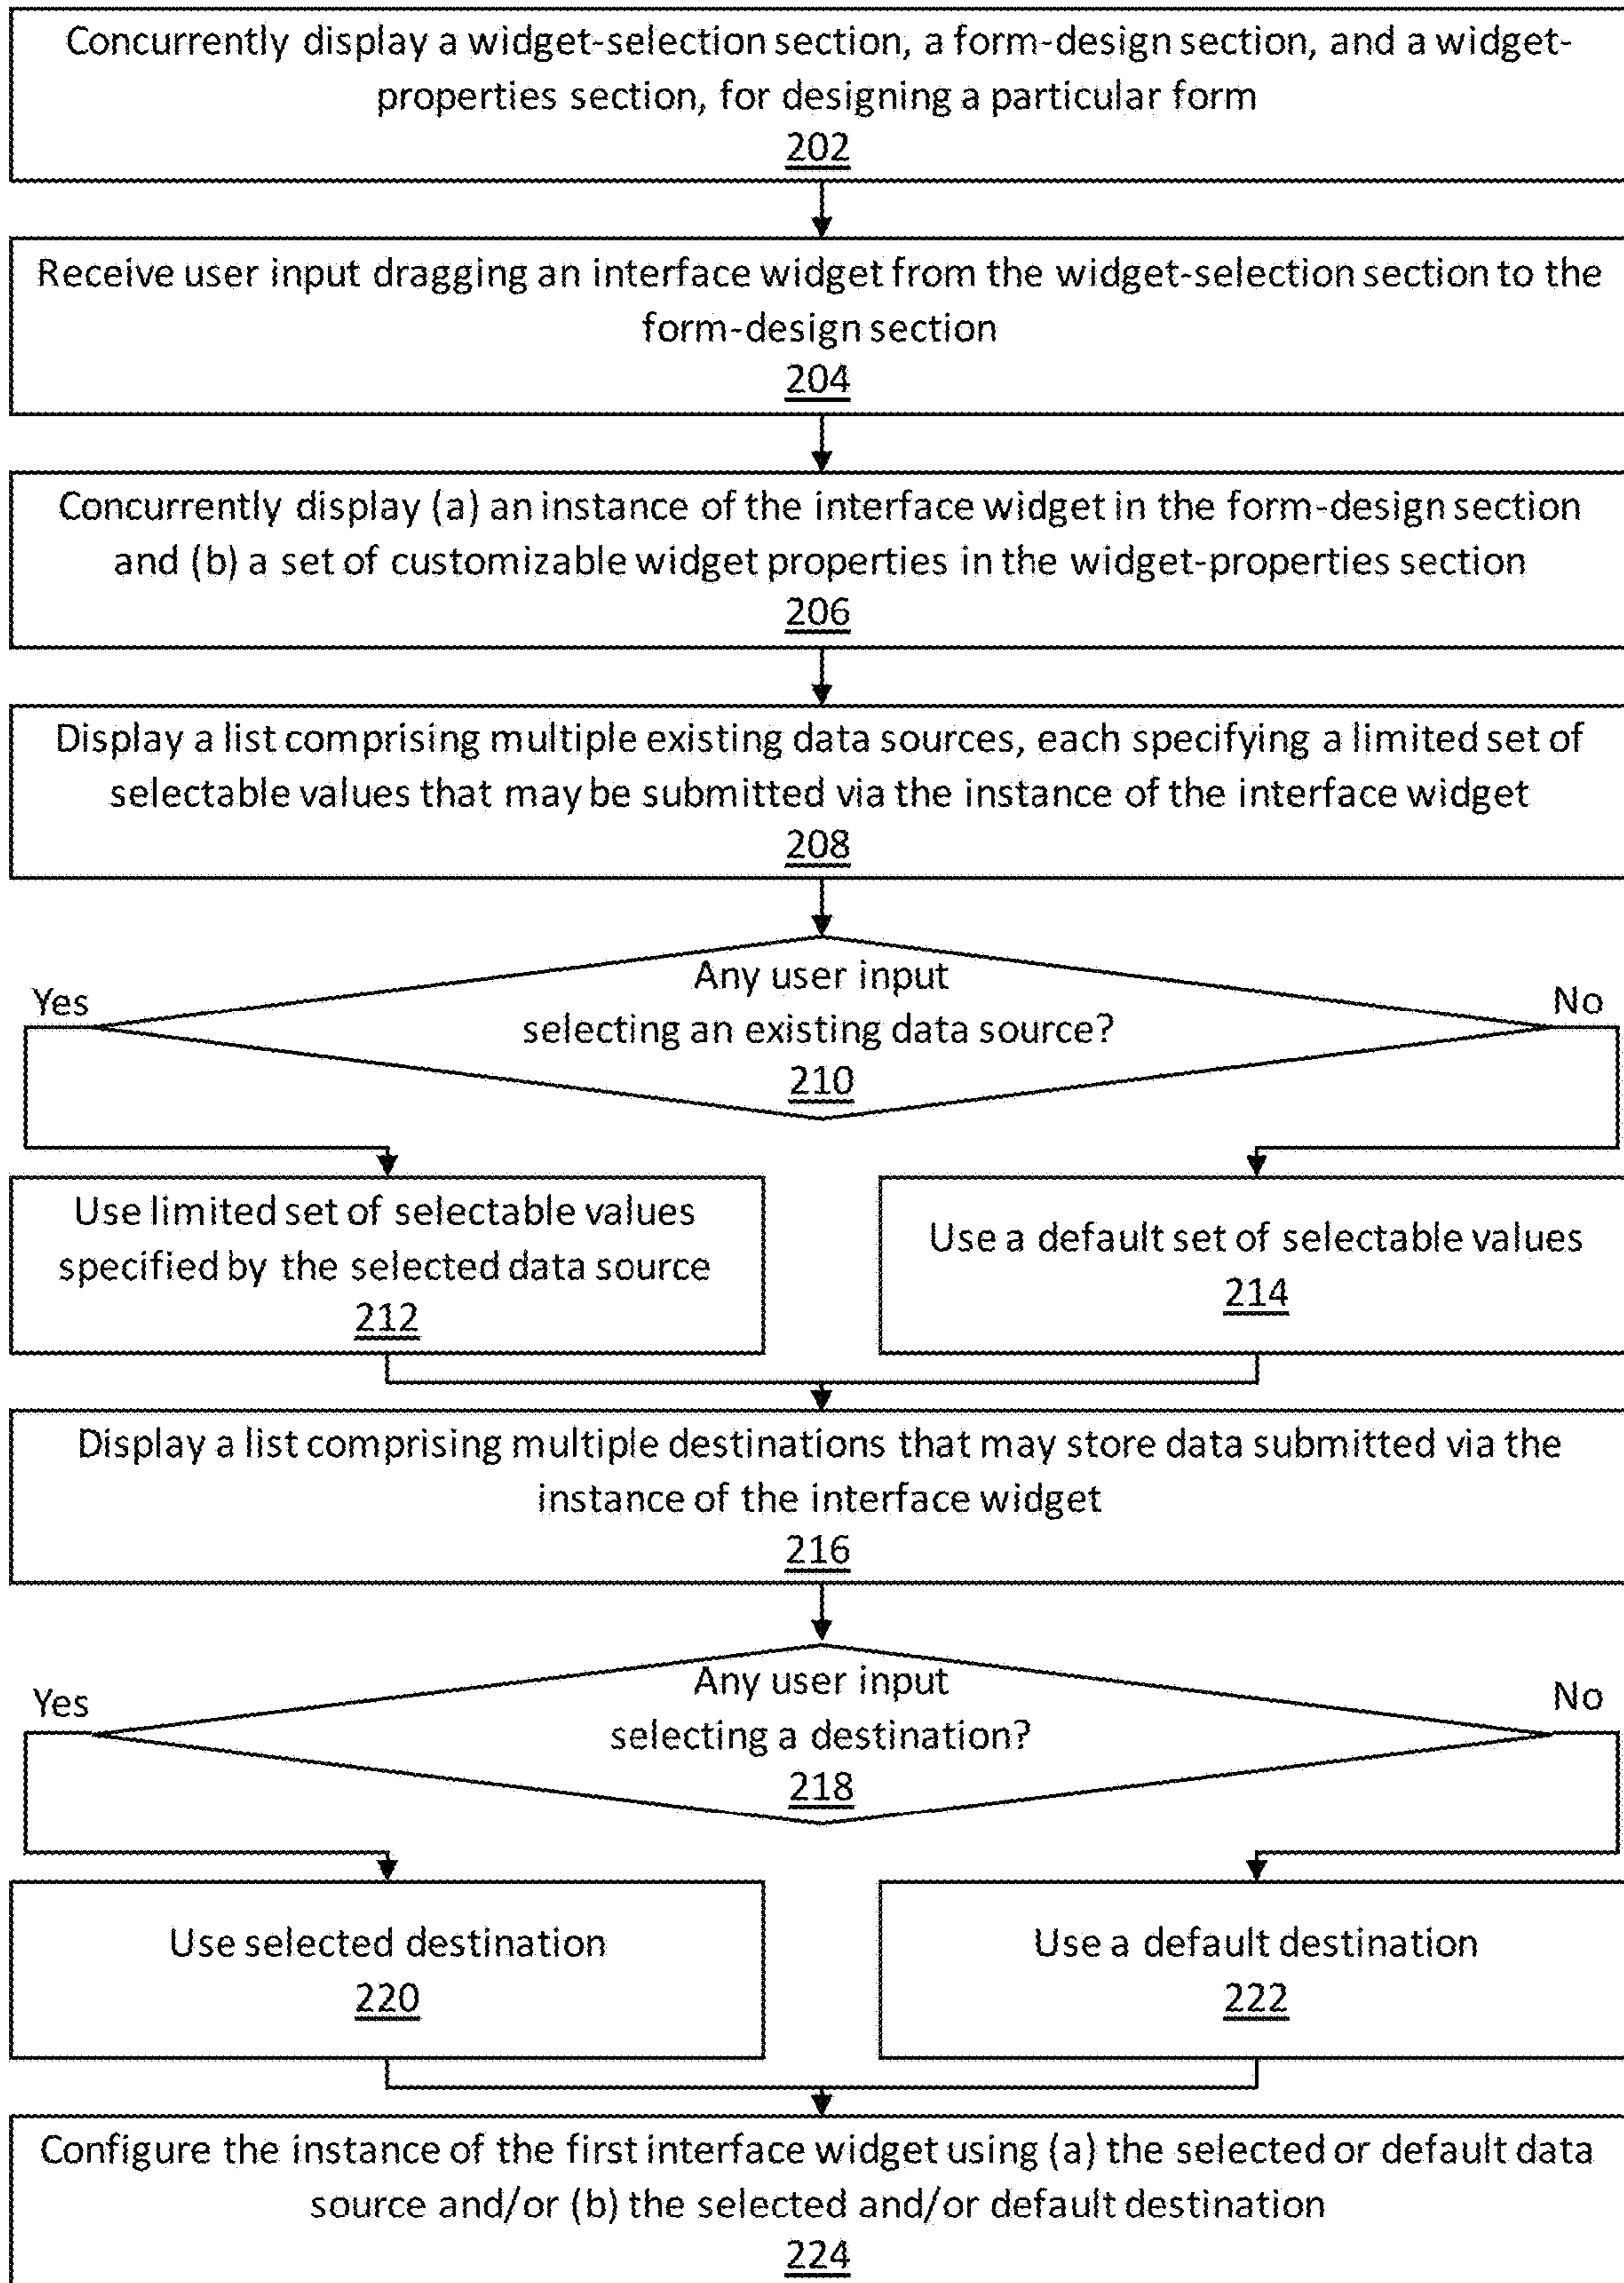 Concurrently display a widget-selection section, a form-design section, and a widget-
properties section, for designing a particular form
202
Receive user input dragging an interface widget from the widget-selection section to the
form-design section
204
Concurrently display (a) an instance of the interface widget in the form-design section
and (b) a set of customizable widget properties in the widget-properties section
206
Display a list comprising multiple existing data sources, each specifying a limited set of
selectable values that may be submitted via the instance of the interface widget
208
Any user input
selecting an existing data source?
210
Yes
No
Use limited set of selectable values
specified by the selected data source
212
Use a default set of selectable values
214
Display a list comprising multiple destinations that may store data submitted via the
instance of the interface widget
216
Any user input
selecting a destination?
218
Yes
No
Use selected destination
220
Use a default destination
222
Configure the instance of the first interface widget using (a) the selected or default data
source and/or (b) the selected and/or default destination
224